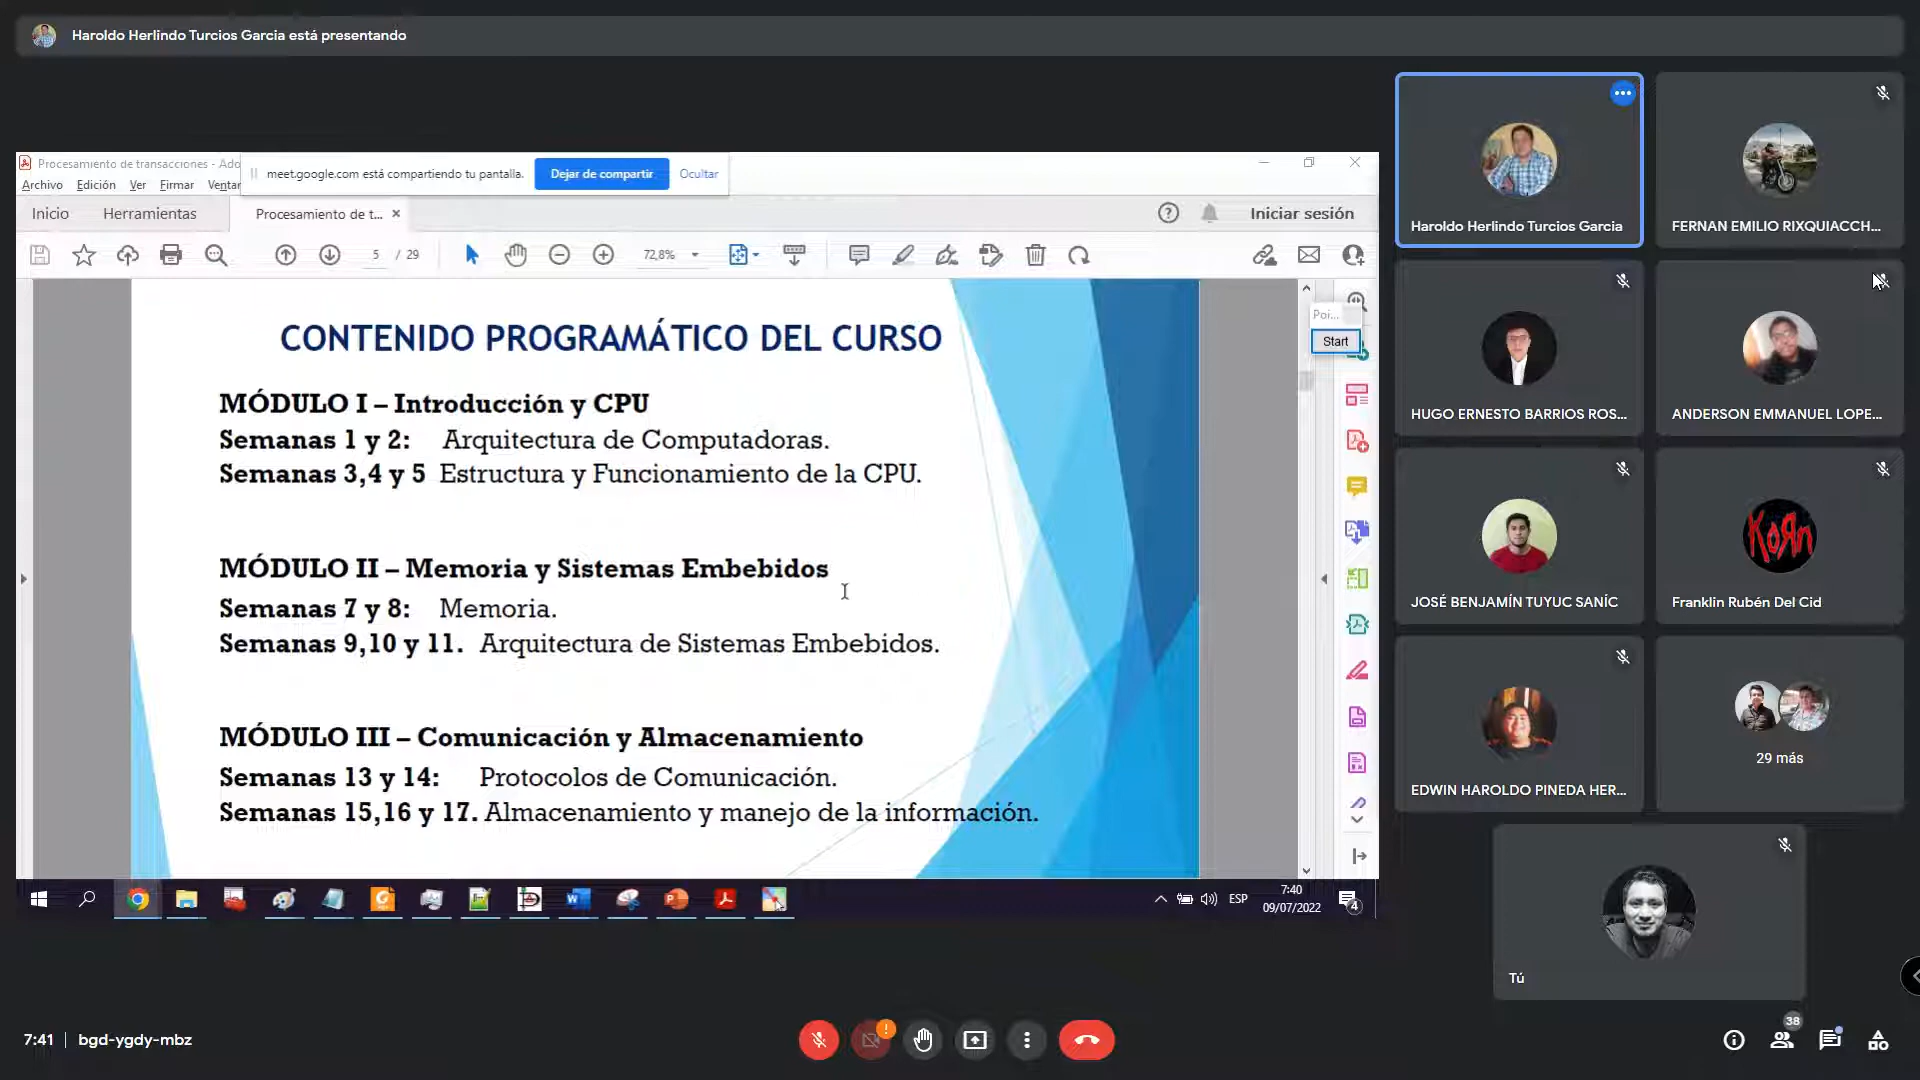 Haroldo Herlindo Turcios Garcia está presentando
Procesamiento de transacciones - Ado
meet.google.com está compartiendo tu pantalla.
Dejar de compartir
Ocultar
Archivo Edición Ver Firmar Ventan
Inicio Herramientas Procesamiento de t... Iniciar sesión
5 / 29 72,8%
CONTENIDO PROGRAMÁTICO DEL CURSO
MÓDULO I – Introducción y CPU
Semanas 1 y 2: Arquitectura de Computadoras.
Semanas 3,4 y 5 Estructura y Funcionamiento de la CPU.
MÓDULO II – Memoria y Sistemas Embebidos
Semanas 7 y 8: Memoria.
Semanas 9,10 y 11. Arquitectura de Sistemas Embebidos.
MÓDULO III – Comunicación y Almacenamiento
Semanas 13 y 14: Protocolos de Comunicación.
Semanas 15,16 y 17. Almacenamiento y manejo de la información.
Poi...
Start
ESP
7:40
09/07/2022
4
Haroldo Herlindo Turcios Garcia
FERNAN EMILIO RIXQUIACCH...
HUGO ERNESTO BARRIOS ROS...
ANDERSON EMMANUEL LOPE...
JOSÉ BENJAMÍN TUYUC SANÍC
KoЯn
Franklin Rubén Del Cid
EDWIN HAROLDO PINEDA HER...
29 más
Tú
7:41 | bgd-ygdy-mbz
38